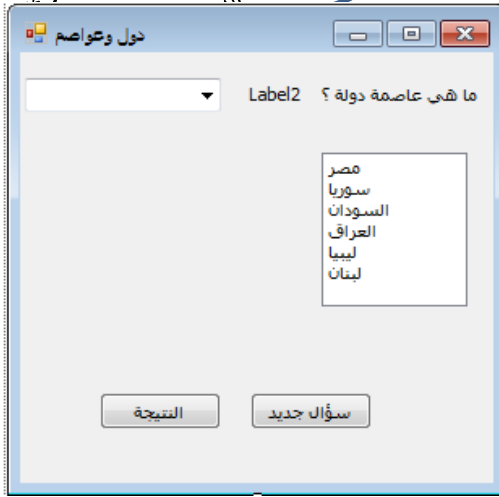 دول وعواصم
ما هي عاصمة دولة ؟ Label2
مصر
سوريا
السودان
العراق
ليبيا
لبنان
سؤال جديد
النتيجة